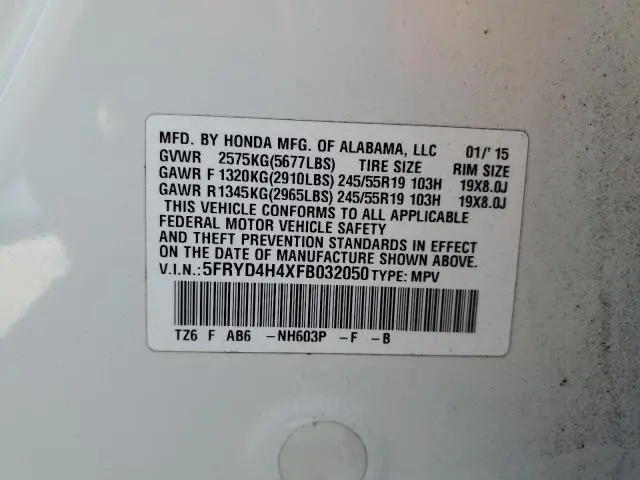 MFD. BY HONDA MFG. OF ALABAMA, LLC 01/'15
GVWR 2575KG(5677LBS) TIRE SIZE RIM SIZE
GAWR F 1320KG(2910LBS) 245/55R19 103H 19X8.0J
GAWR R 1345KG(2965LBS) 245/55R19 103H 19X8.0J
THIS VEHICLE CONFORMS TO ALL APPLICABLE
FEDERAL MOTOR VEHICLE SAFETY
AND THEFT PREVENTION STANDARDS IN EFFECT
ON THE DATE OF MANUFACTURE SHOWN ABOVE.
V.I.N.: 5FRYD4H4XFB032050 TYPE: MPV
TZ6 F AB6 -NH603P -F -B